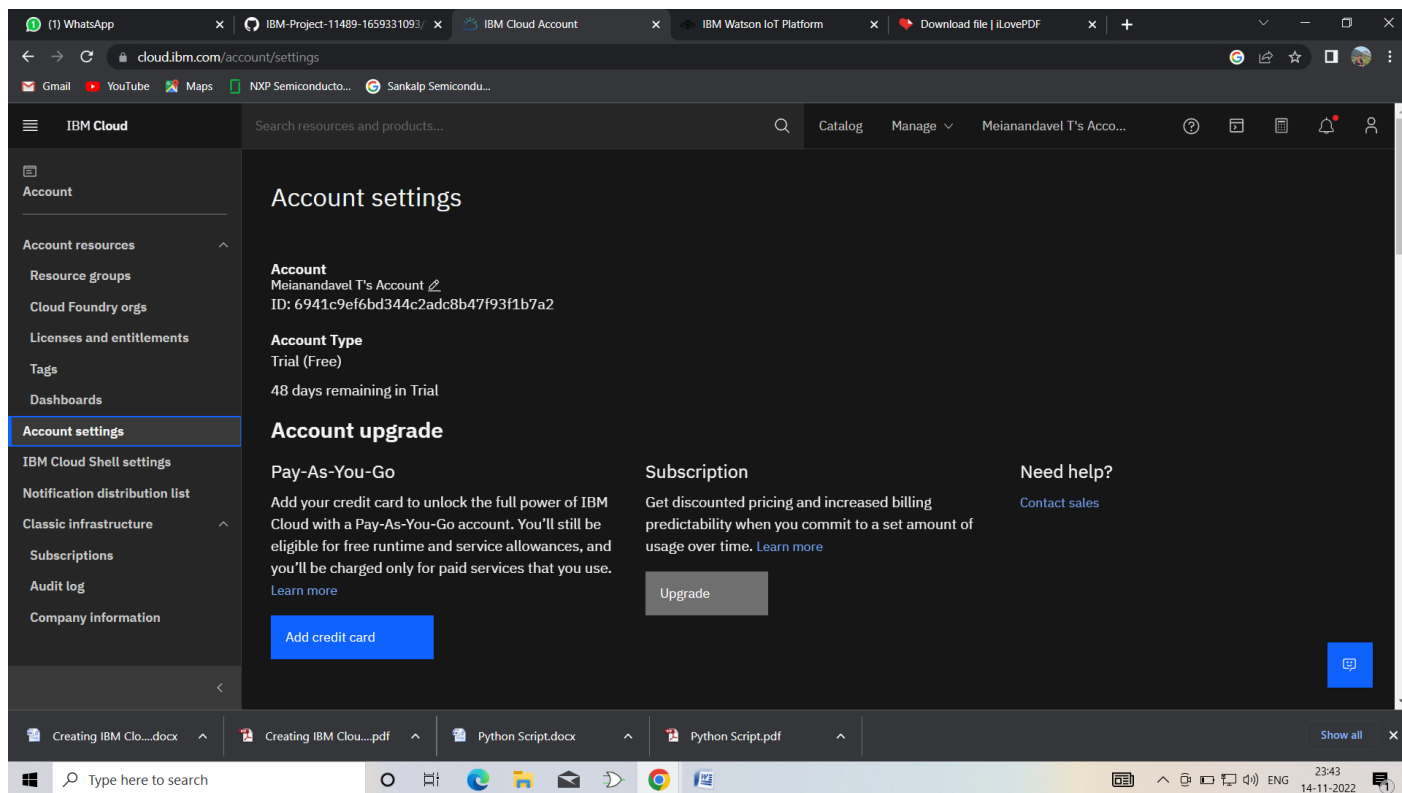 (1) WhatsApp
IBM-Project-11489-1659331093/
IBM Cloud Account
IBM Watson IoT Platform
Download file | iLovePDF
cloud.ibm.com/account/settings
Gmail
YouTube
Maps
NXP Semiconducto...
Sankalp Semicondu...
IBM Cloud
Search resources and products...
Catalog
Manage
Meianandavel T's Acco...
Account
Account resources
Resource groups
Cloud Foundry orgs
Licenses and entitlements
Tags
Dashboards
Account settings
IBM Cloud Shell settings
Notification distribution list
Classic infrastructure
Subscriptions
Audit log
Company information
Account settings
Account
Meianandavel T's Account
ID: 6941c9ef6bd344c2adc8b47f93f1b7a2
Account Type
Trial (Free)
48 days remaining in Trial
Account upgrade
Pay-As-You-Go
Add your credit card to unlock the full power of IBM
Cloud with a Pay-As-You-Go account. You'll still be
eligible for free runtime and service allowances, and
you'll be charged only for paid services that you use.
Learn more
Add credit card
Subscription
Get discounted pricing and increased billing
predictability when you commit to a set amount of
usage over time. Learn more
Upgrade
Need help?
Contact sales
Creating IBM Clo....docx
Creating IBM Clou....pdf
Python Script.docx
Python Script.pdf
Show all
Type here to search
ENG
23:43
14-11-2022
1